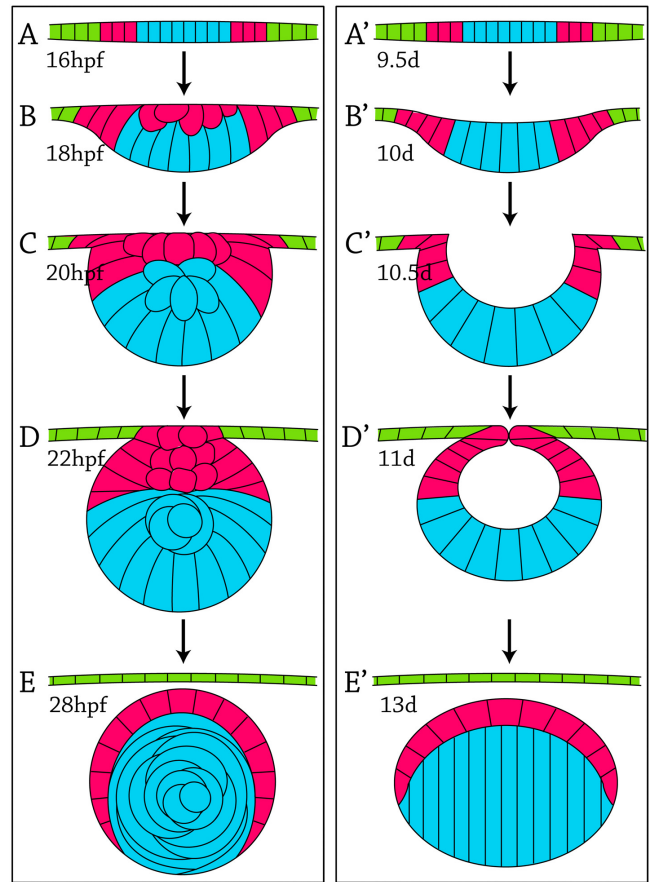 A
16hpf
B
18hpf
C
20hpf
D
22hpf
E
28hpf
A’
9.5d
B’
10d
C’
10.5d
D’
11d
E’
13d